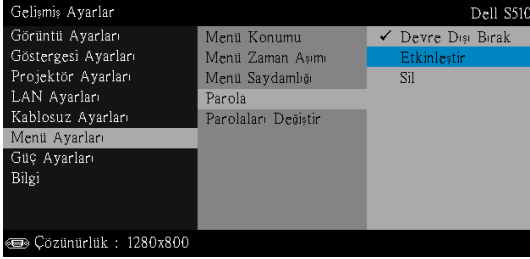 Gelişmiş Ayarlar Dell S510
Görüntü Ayarları
Göstergesi Ayarları
Projektör Ayarları
LAN Ayarları
Kablosuz Ayarları
Menü Ayarları
Güç Ayarları
Bilgi
Menü Konumu
Menü Zaman Aşımı
Menü Saydamlığı
Parola
Parolaları Değiştir
✓ Devre Dışı Bırak
Etkinleştir
Sil
Çözünürlük : 1280x800